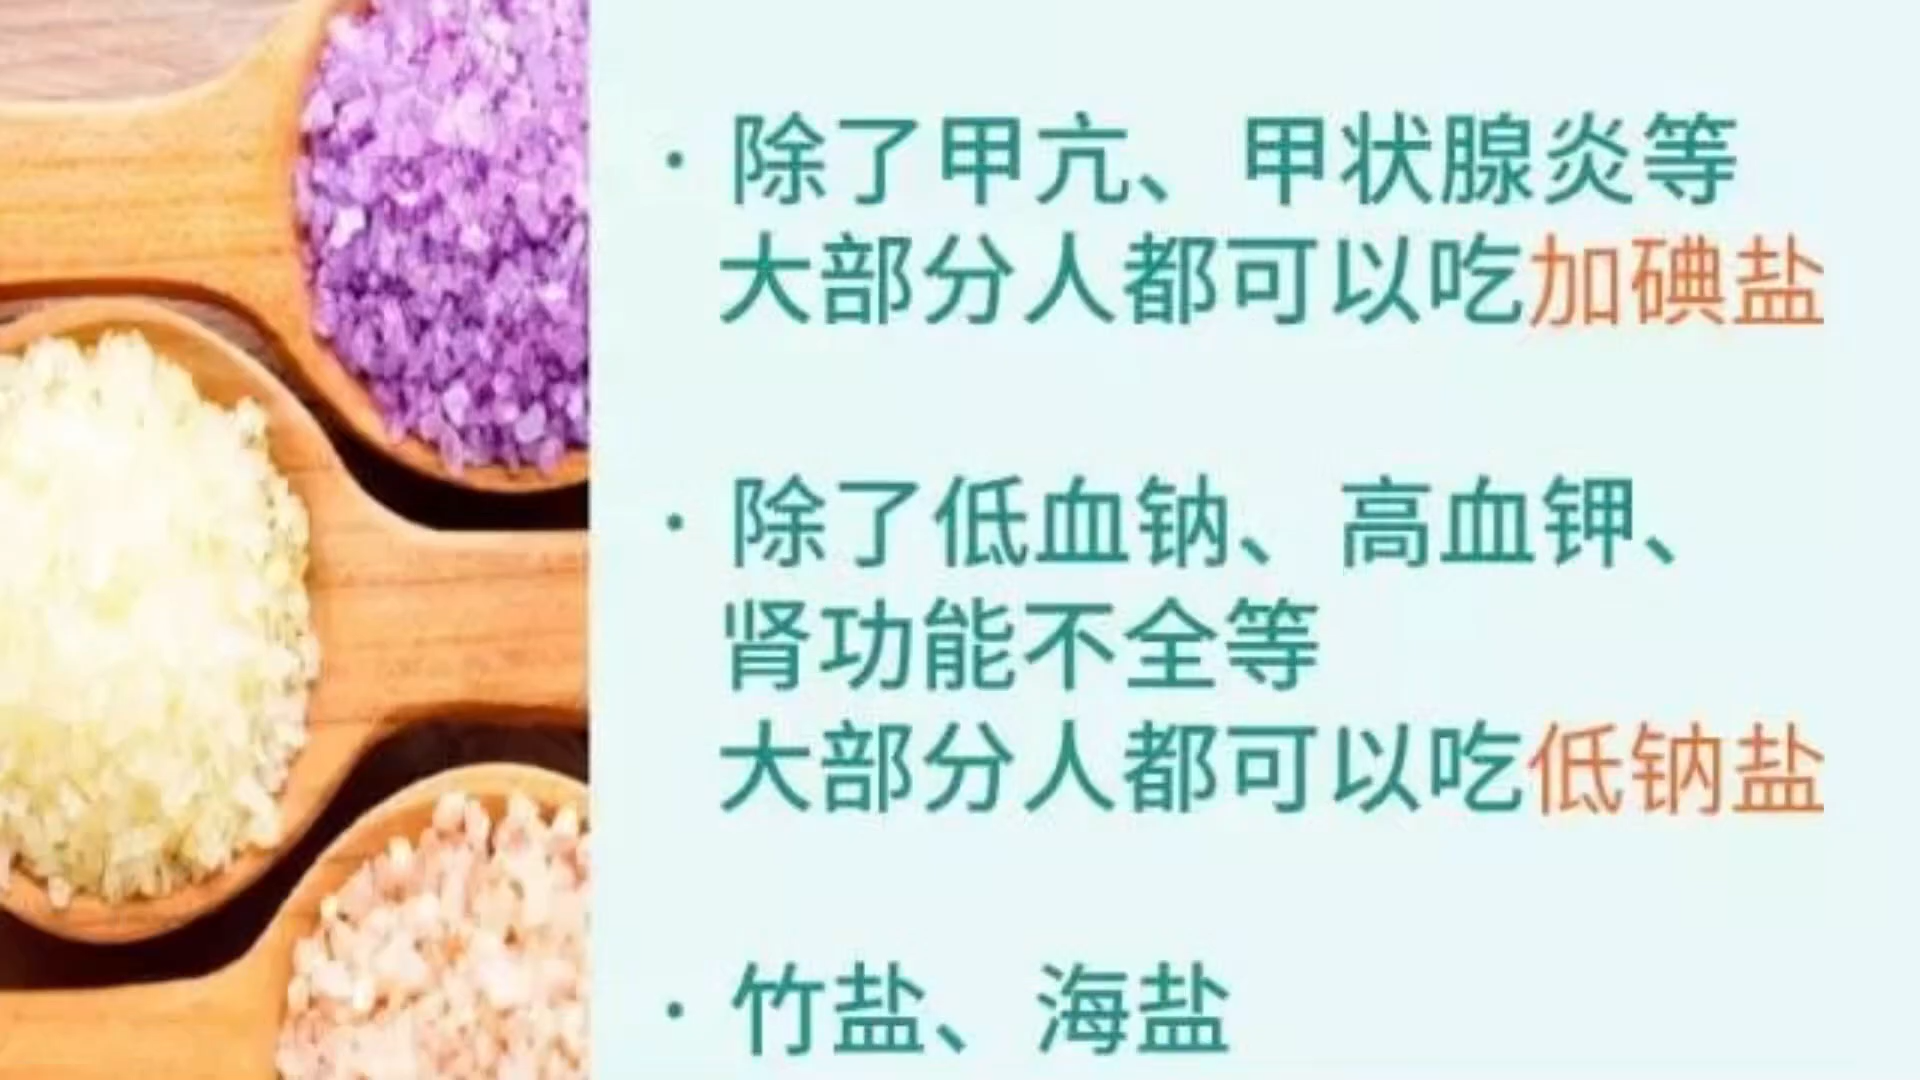 · 除了甲亢、甲状腺炎等
大部分人都可以吃加碘盐
· 除了低血钠、高血钾、
肾功能不全等
大部分人都可以吃低钠盐
· 竹盐、海盐